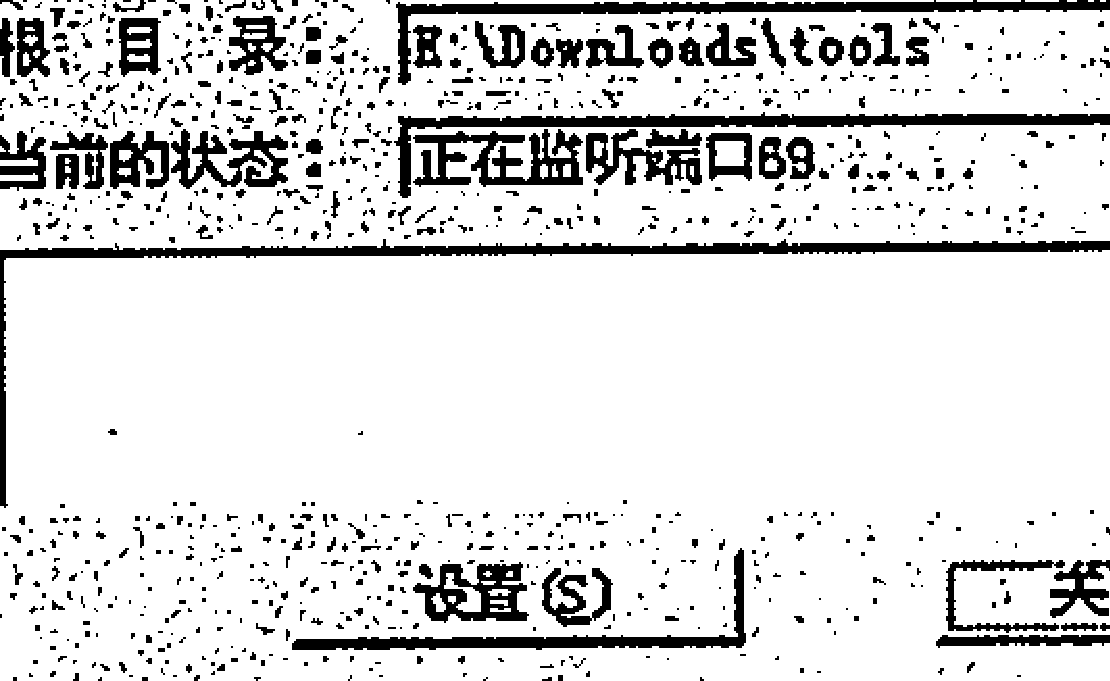 根 目 录: H:\Downloads\tools
当前的状态: 正在监听端口69......
设置(S) 关